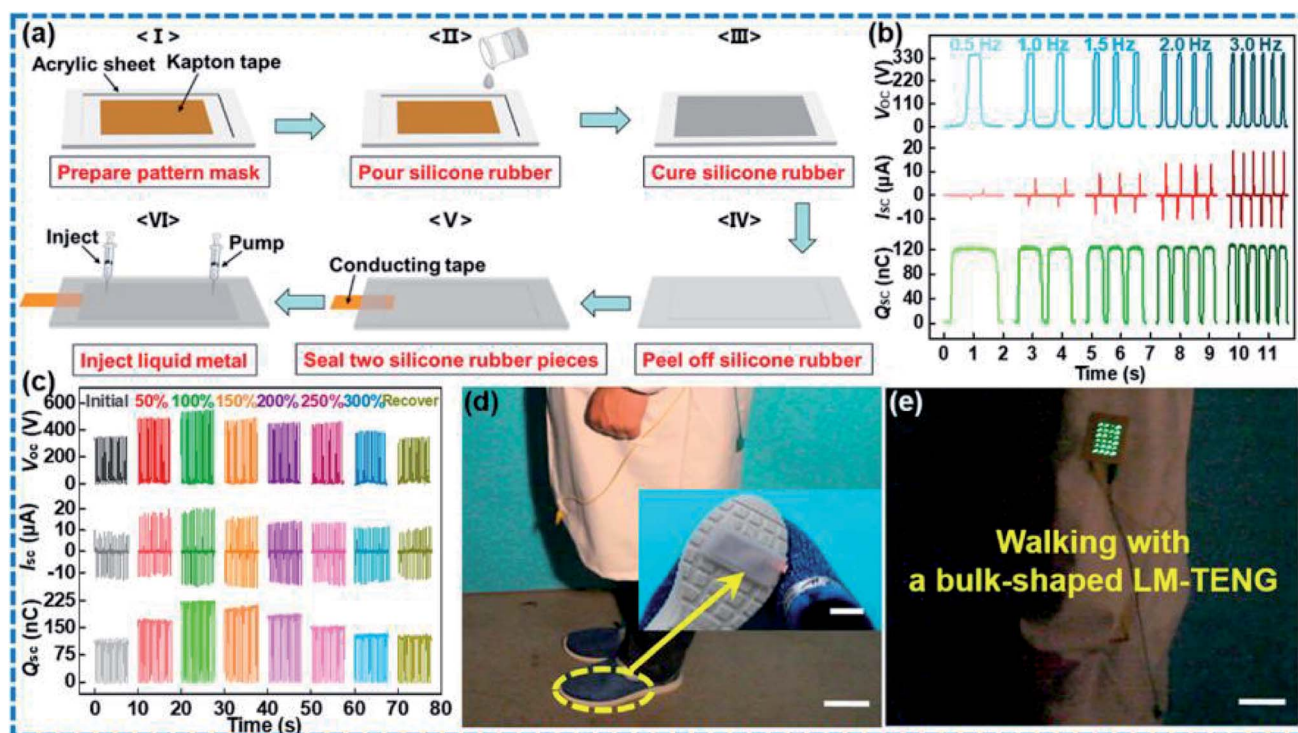 (a)
<I>
<II>
<III>
Acrylic sheet
Kapton tape
Prepare pattern mask
Pour silicone rubber
Cure silicone rubber
<VI>
<V>
<IV>
Inject
Pump
Conducting tape
Inject liquid metal
Seal two silicone rubber pieces
Peel off silicone rubber
(b)
0.5 Hz 1.0 Hz 1.5 Hz 2.0 Hz 3.0 Hz
Voc (V)
330
220
110
0
Isc (μA)
20
10
0
-10
Qsc (nC)
120
80
40
0
0 1 2 3 4 5 6 7 8 9 10 11
Time (s)
(c)
Initial 50% 100% 150% 200% 250% 300% Recover
Voc (V)
600
400
200
0
Isc (μA)
20
10
0
-10
Qsc (nC)
225
150
75
0
0 10 20 30 40 50 60 70 80
Time (s)
(d)
(e)
Walking with
a bulk-shaped LM-TENG